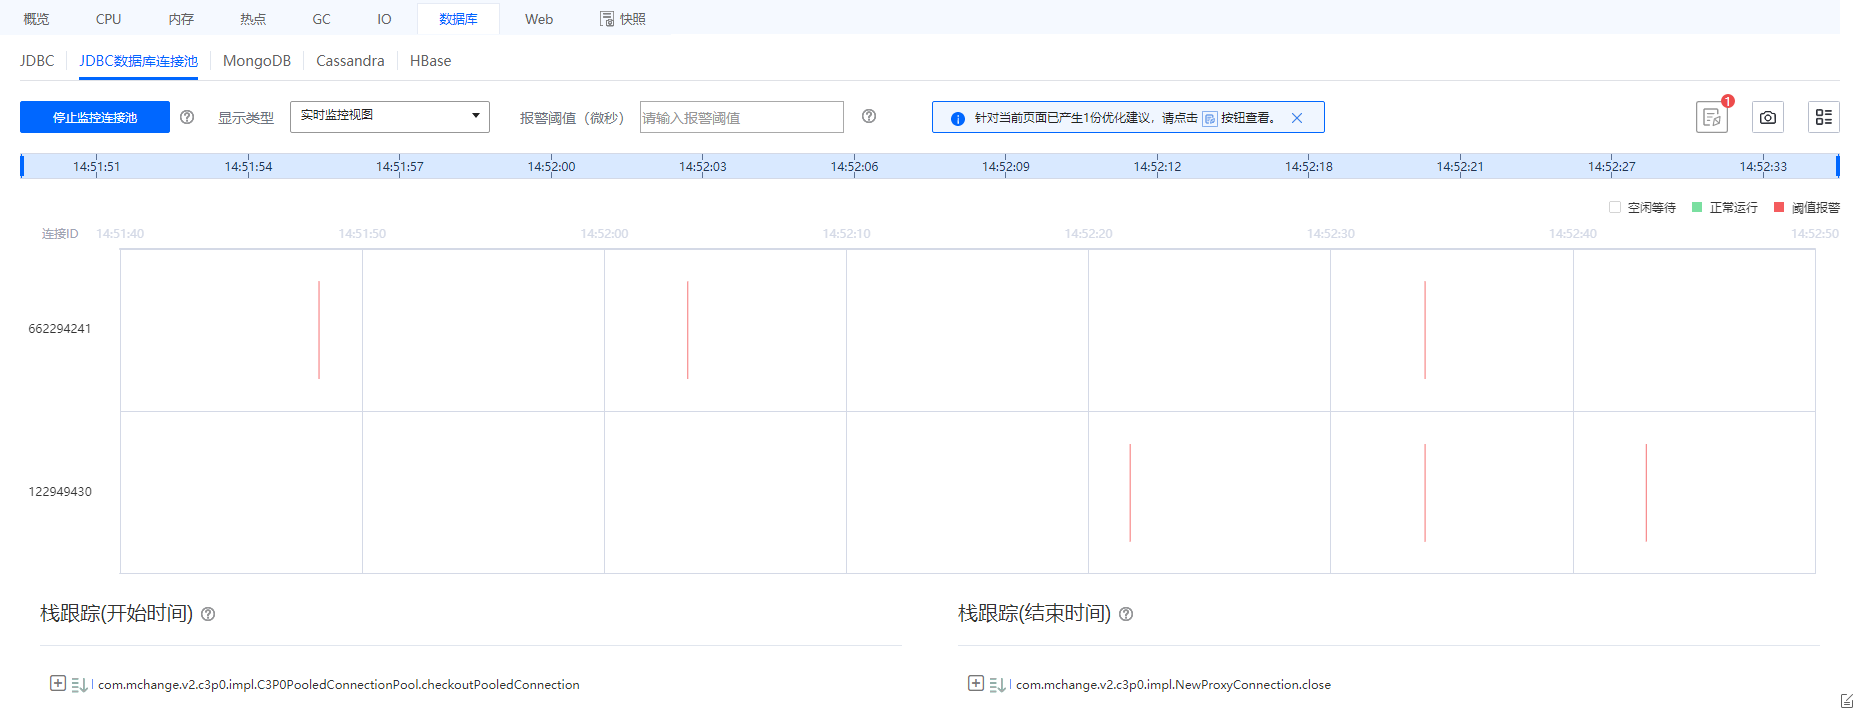 概览 CPU 内存 热点 GC IO 数据库 Web 快照
JDBC JDBC数据库连接池 MongoDB Cassandra HBase
停止监控连接池 显示类型 实时监控视图 报警阈值（微秒） 请输入报警阈值 针对当前页面已产生1份优化建议，请点击 按钮查看。 1
14:51:51 14:51:54 14:51:57 14:52:00 14:52:03 14:52:06 14:52:09 14:52:12 14:52:18 14:52:21 14:52:27 14:52:33
空闲等待 正常运行 阈值报警
连接ID 14:51:40 14:51:50 14:52:00 14:52:10 14:52:20 14:52:30 14:52:40 14:52:50
662294241
122949430
栈跟踪(开始时间) 栈跟踪(结束时间)
com.mchange.v2.c3p0.impl.C3P0PooledConnectionPool.checkoutPooledConnection com.mchange.v2.c3p0.impl.NewProxyConnection.close